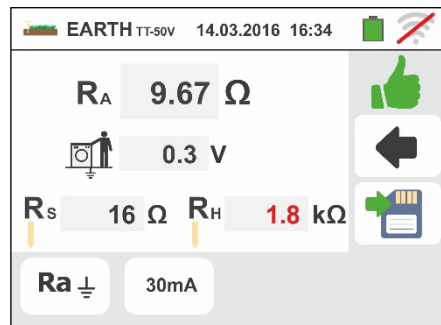 EARTH TT-50V 14.03.2016 16:34
RA 9.67 Ω
0.3 V
RS 16 Ω RH 1.8 kΩ
Ra 30mA